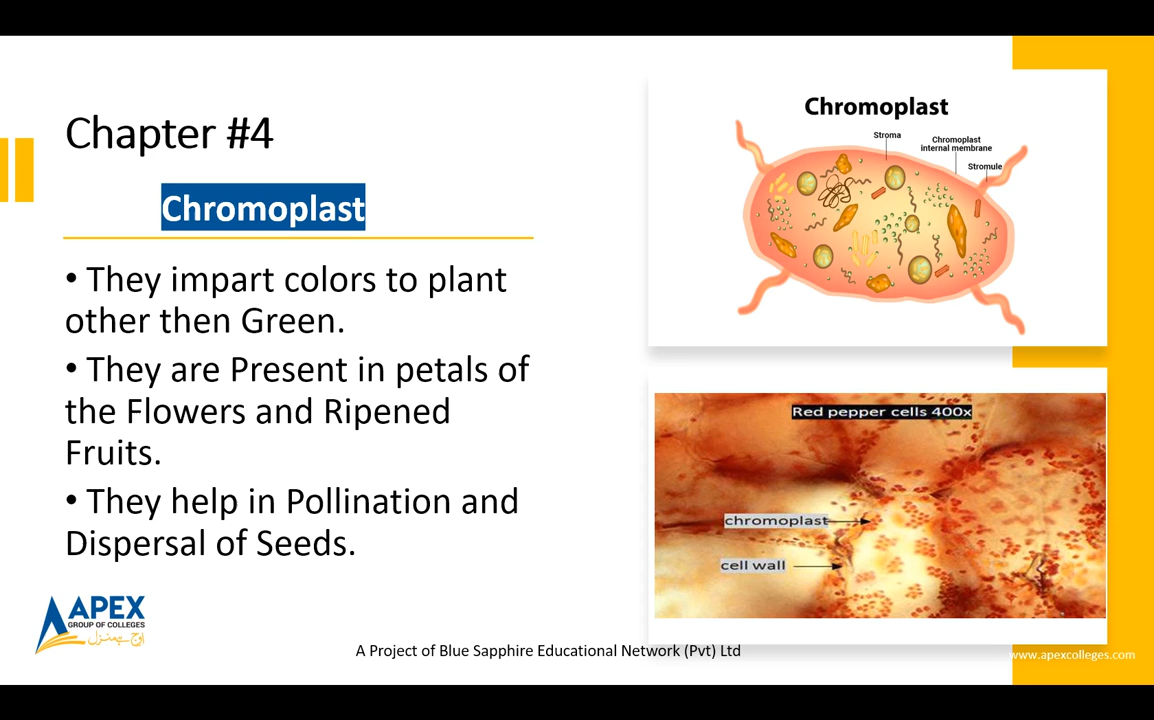 Chapter #4
Chromoplast
• They impart colors to plant
other then Green.
• They are Present in petals of
the Flowers and Ripened
Fruits.
• They help in Pollination and
Dispersal of Seeds.
Chromoplast
Stroma
Chromoplast
internal membrane
Stromule
Red pepper cells 400x
chromoplast
cell wall
APEX
GROUP OF COLLEGES
اوج ہے منزل
A Project of Blue Sapphire Educational Network (Pvt) Ltd
www.apexcolleges.com